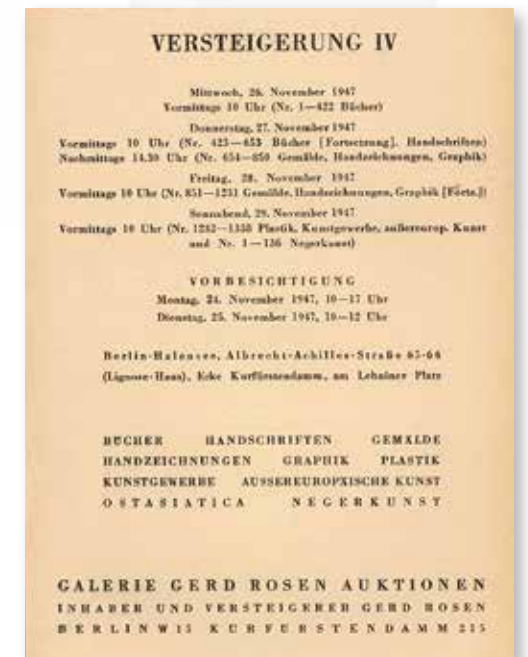 VERSTEIGERUNG IV
Mittwoch, 26. November 1947
Vormittags 10 Uhr (Nr. 1—422 Bücher)
Donnerstag, 27. November 1947
Vormittags 10 Uhr (Nr. 423—653 Bücher [Fortsetzung], Handschriften)
Nachmittags 14.30 Uhr (Nr. 654—850 Gemälde, Handzeichnungen, Graphik)
Freitag, 28. November 1947
Vormittags 10 Uhr (Nr. 851—1231 Gemälde, Handzeichnungen, Graphik [Forts.])
Sonnabend, 29. November 1947
Vormittags 10 Uhr (Nr. 1232—1358 Plastik, Kunstgewerbe, außereurop. Kunst
und Nr. 1—136 Negerkunst)
VORBESICHTIGUNG
Montag, 24. November 1947, 10—17 Uhr
Dienstag, 25. November 1947, 10—12 Uhr
Berlin-Halensee, Albrecht-Achilles-Straße 65-66
(Lignose-Haus), Ecke Kurfürstendamm, am Lehniner Platz
BÜCHER HANDSCHRIFTEN GEMÄLDE
HANDZEICHNUNGEN GRAPHIK PLASTIK
KUNSTGEWERBE AUSSEREUROPÄISCHE KUNST
OSTASIATICA NEGERKUNST
GALERIE GERD ROSEN AUKTIONEN
INHABER UND VERSTEIGERER GERD ROSEN
BERLIN W 15 KURFÜRSTENDAMM 215